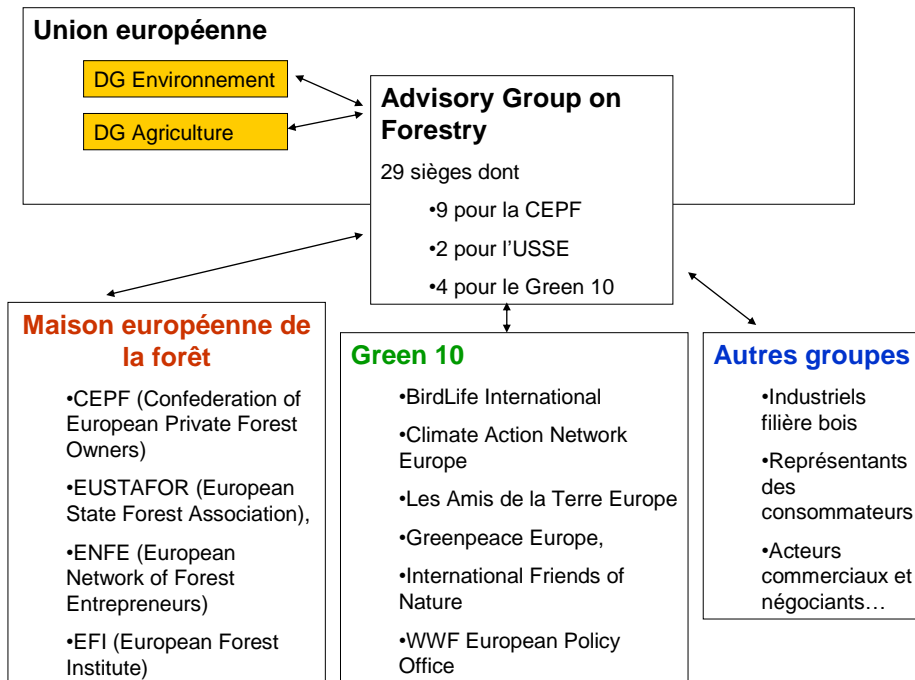 Union européenne
DG Environnement
DG Agriculture
Advisory Group on
Forestry
29 sièges dont
•9 pour la CEPF
•2 pour l'USSE
•4 pour le Green 10
Maison européenne de
la forêt
•CEPF (Confederation of
European Private Forest
Owners)
•EUSTAFOR (European
State Forest Association),
•ENFE (European
Network of Forest
Entrepreneurs)
•EFI (European Forest
Institute)
Green 10
•BirdLife International
•Climate Action Network
Europe
•Les Amis de la Terre Europe
•Greenpeace Europe,
•International Friends of
Nature
•WWF European Policy
Office
Autres groupes
•Industriels
filière bois
•Représentants
des
consommateurs
•Acteurs
commerciaux et
négociants…